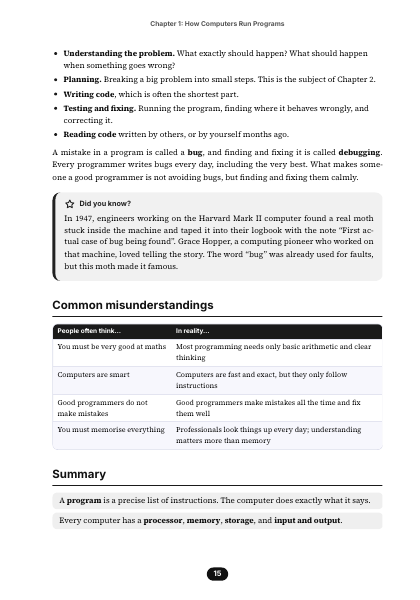 Chapter 1: How Computers Run Programs
• Understanding the problem. What exactly should happen? What should happen
when something goes wrong?
• Planning. Breaking a big problem into small steps. This is the subject of Chapter 2.
• Writing code, which is often the shortest part.
• Testing and fixing. Running the program, finding where it behaves wrongly, and
correcting it.
• Reading code written by others, or by yourself months ago.
A mistake in a program is called a bug, and finding and fixing it is called debugging.
Every programmer writes bugs every day, including the very best. What makes some-
one a good programmer is not avoiding bugs, but finding and fixing them calmly.
Did you know?
In 1947, engineers working on the Harvard Mark II computer found a real moth
stuck inside the machine and taped it into their logbook with the note “First ac-
tual case of bug being found”. Grace Hopper, a computing pioneer who worked on
that machine, loved telling the story. The word “bug” was already used for faults,
but this moth made it famous.
Common misunderstandings
People often think... In reality...
You must be very good at maths Most programming needs only basic arithmetic and clear
thinking
Computers are smart Computers are fast and exact, but they only follow
instructions
Good programmers do not Good programmers make mistakes all the time and fix
make mistakes them well
You must memorise everything Professionals look things up every day; understanding
matters more than memory
Summary
A program is a precise list of instructions. The computer does exactly what it says.
Every computer has a processor, memory, storage, and input and output.
15